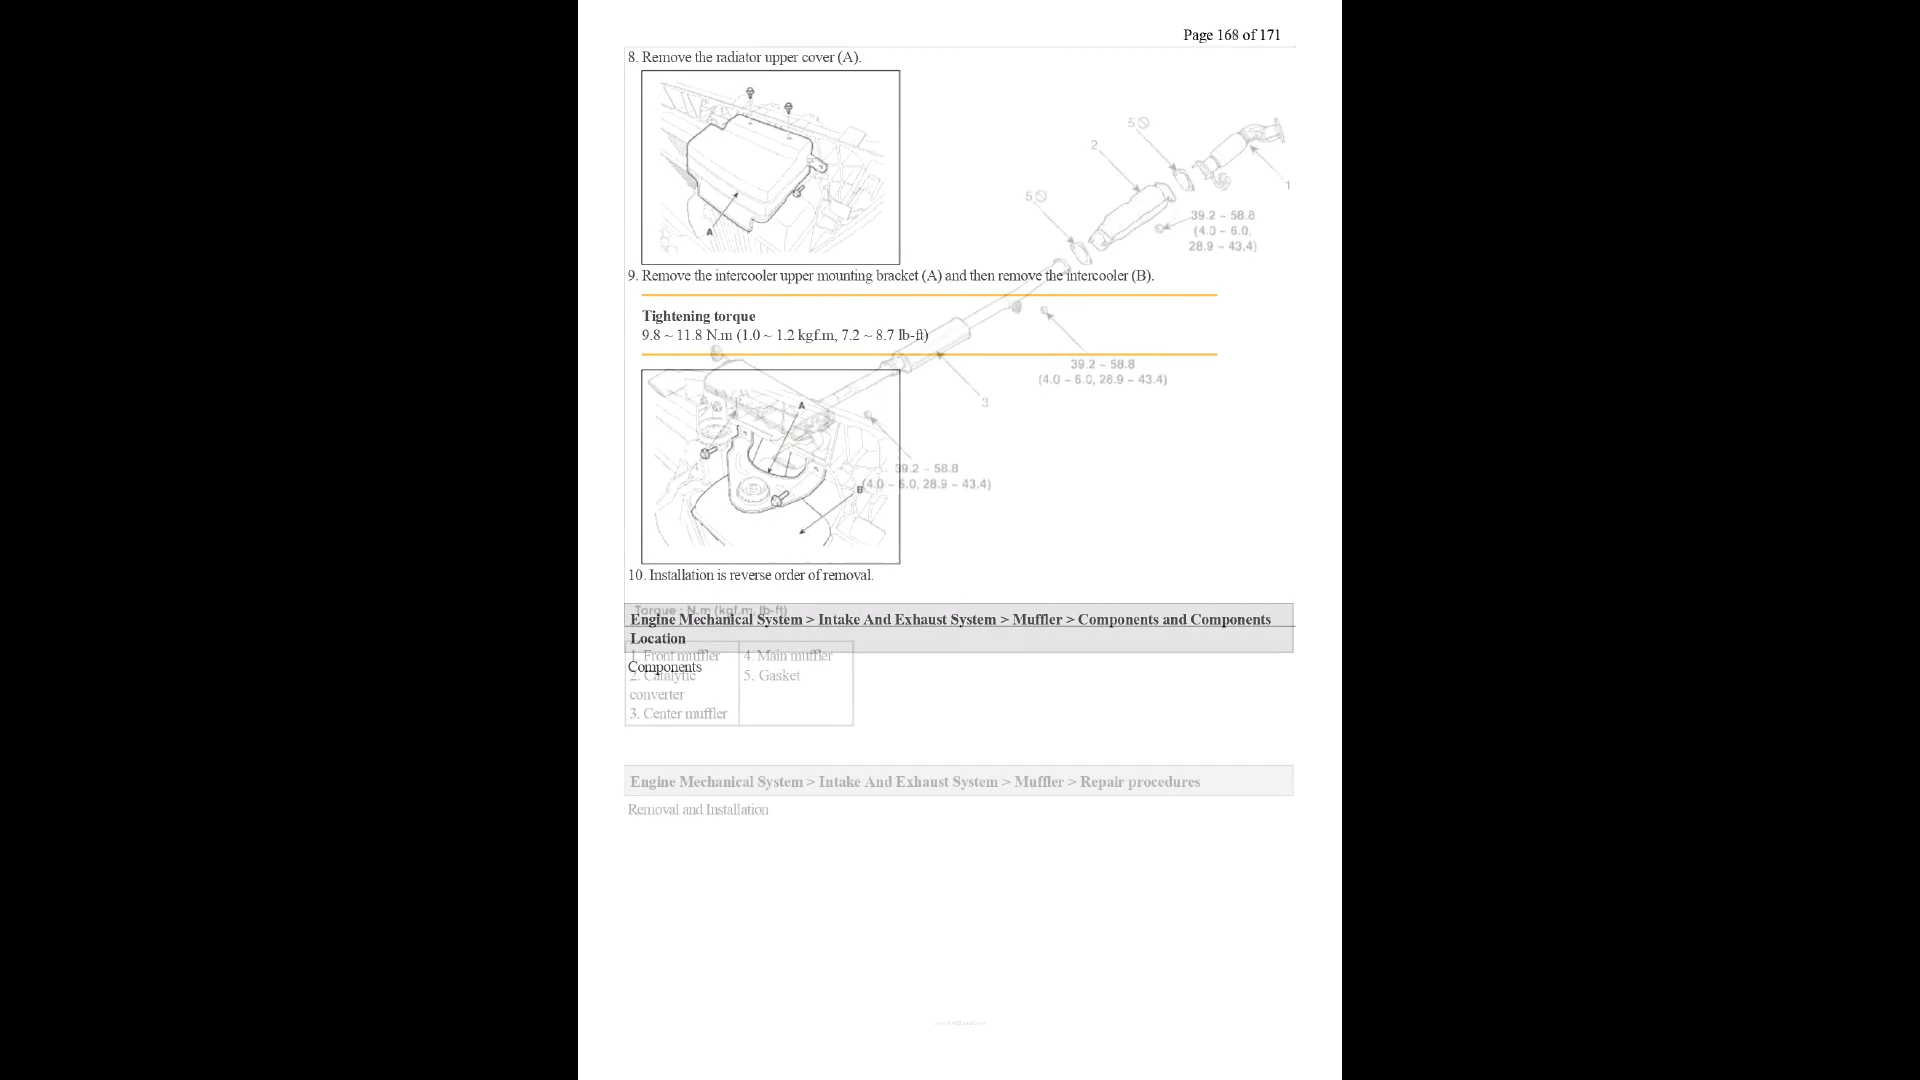 Page 168 of 171
8. Remove the radiator upper cover (A).
A
5
2
1
5
39.2 ~ 58.8
(4.0 ~ 6.0,
28.9 ~ 43.4)
9. Remove the intercooler upper mounting bracket (A) and then remove the intercooler (B).
Tightening torque
9.8 ~ 11.8 N.m (1.0 ~ 1.2 kgf.m, 7.2 ~ 8.7 lb-ft)
39.2 ~ 58.8
(4.0 ~ 6.0, 28.9 ~ 43.4)
3
A
39.2 ~ 58.8
(4.0 ~ 6.0, 28.9 ~ 43.4)
B
10. Installation is reverse order of removal.
Torque : N.m (kgf.m, lb-ft)
Engine Mechanical System > Intake And Exhaust System > Muffler > Components and Components
Location
Components
1. Front muffler
2. Catalytic
converter
3. Center muffler
4. Main muffler
5. Gasket
Engine Mechanical System > Intake And Exhaust System > Muffler > Repair procedures
Removal and Installation